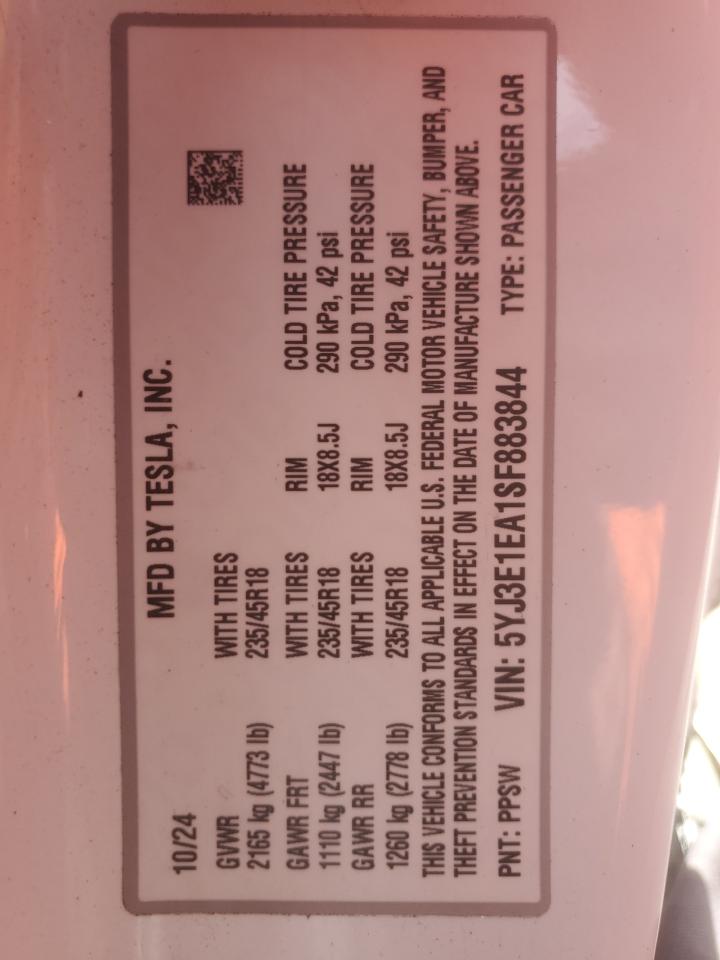 10/24 MFD BY TESLA, INC.
GVWR WITH TIRES
2165 kg (4773 lb) 235/45R18
GAWR FRT WITH TIRES RIM COLD TIRE PRESSURE
1110 kg (2447 lb) 235/45R18 18X8.5J 290 kPa, 42 psi
GAWR RR WITH TIRES RIM COLD TIRE PRESSURE
1260 kg (2778 lb) 235/45R18 18X8.5J 290 kPa, 42 psi
THIS VEHICLE CONFORMS TO ALL APPLICABLE U.S. FEDERAL MOTOR VEHICLE SAFETY, BUMPER, AND
THEFT PREVENTION STANDARDS IN EFFECT ON THE DATE OF MANUFACTURE SHOWN ABOVE.
PNT: PPSW VIN: 5YJ3E1EA1SF883844 TYPE: PASSENGER CAR